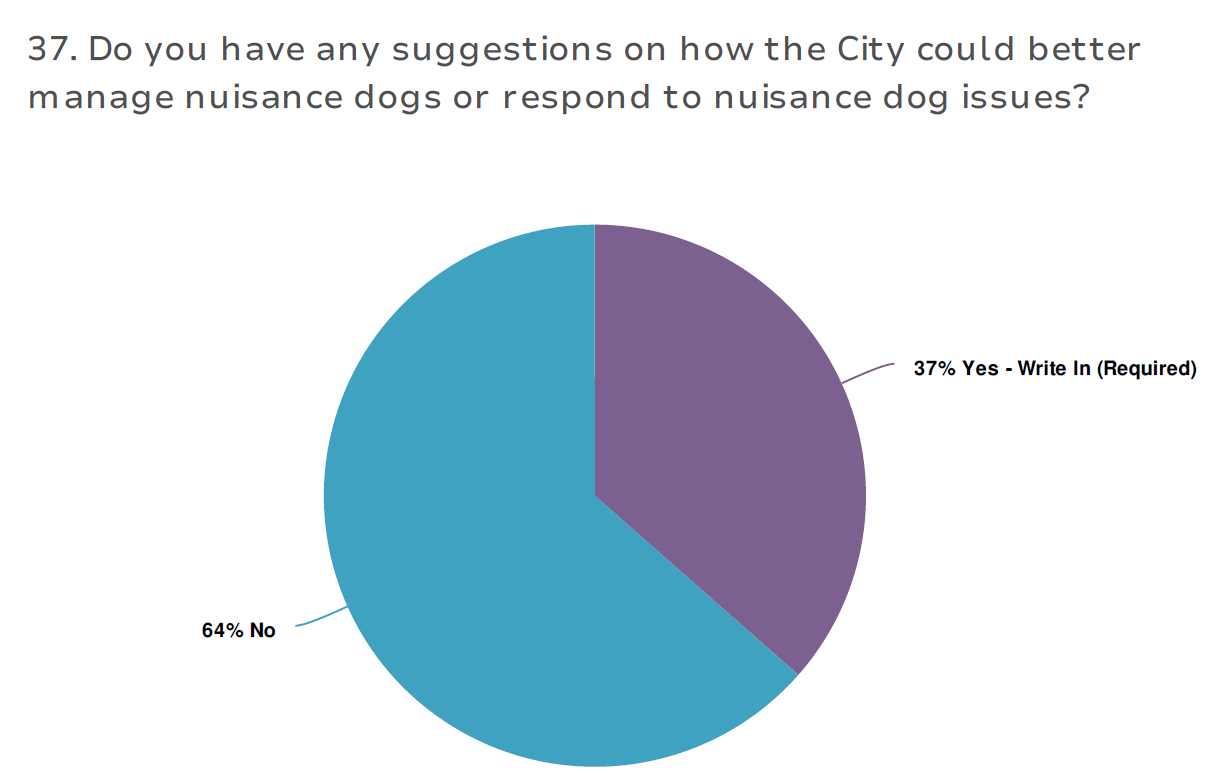 37. Do you have any suggestions on how the City could better
manage nuisance dogs or respond to nuisance dog issues?
37% Yes - Write In (Required)
64% No